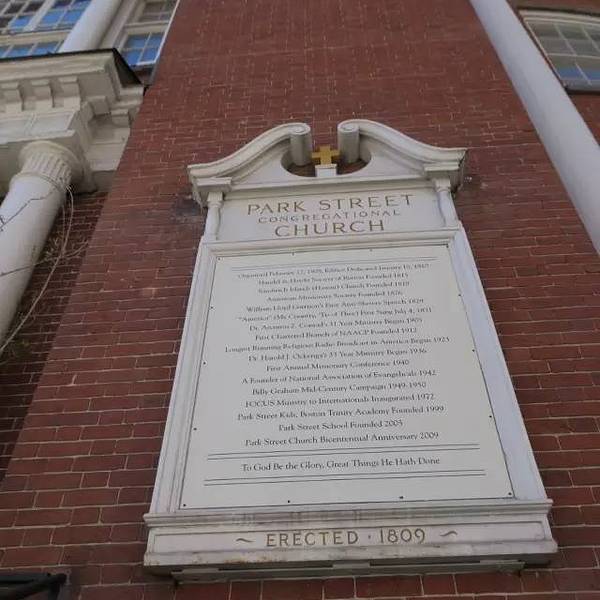 PARK STREET
CONGREGATIONAL
CHURCH
Organized February 27, 1809, Edifice Dedicated January 10, 1810
Handel & Haydn Society of Boston Founded 1815
Sandwich Islands (Hawaii) Church Founded 1819
American Missionary Society Founded 1826
William Lloyd Garrison's First Anti-Slavery Speech 1829
"America" (My Country, 'Tis of Thee) First Sung July 4, 1831
Dr. Arcturus Z. Conrad's 31 Year Ministry Began 1905
First Chartered Branch of NAACP Founded 1912
Longest Running Religious Radio Broadcast in America Began 1923
Dr. Harold J. Ockenga's 33 Year Ministry Began 1936
First Annual Missionary Conference 1940
A Founder of National Association of Evangelicals 1942
Billy Graham Mid-Century Campaign 1949-1950
FOCUS Ministry to Internationals Inaugurated 1972
Park Street Kids, Boston Trinity Academy Founded 1999
Park Street School Founded 2003
Park Street Church Bicentennial Anniversary 2009
To God Be the Glory, Great Things He Hath Done
~ ERECTED · 1809 ~